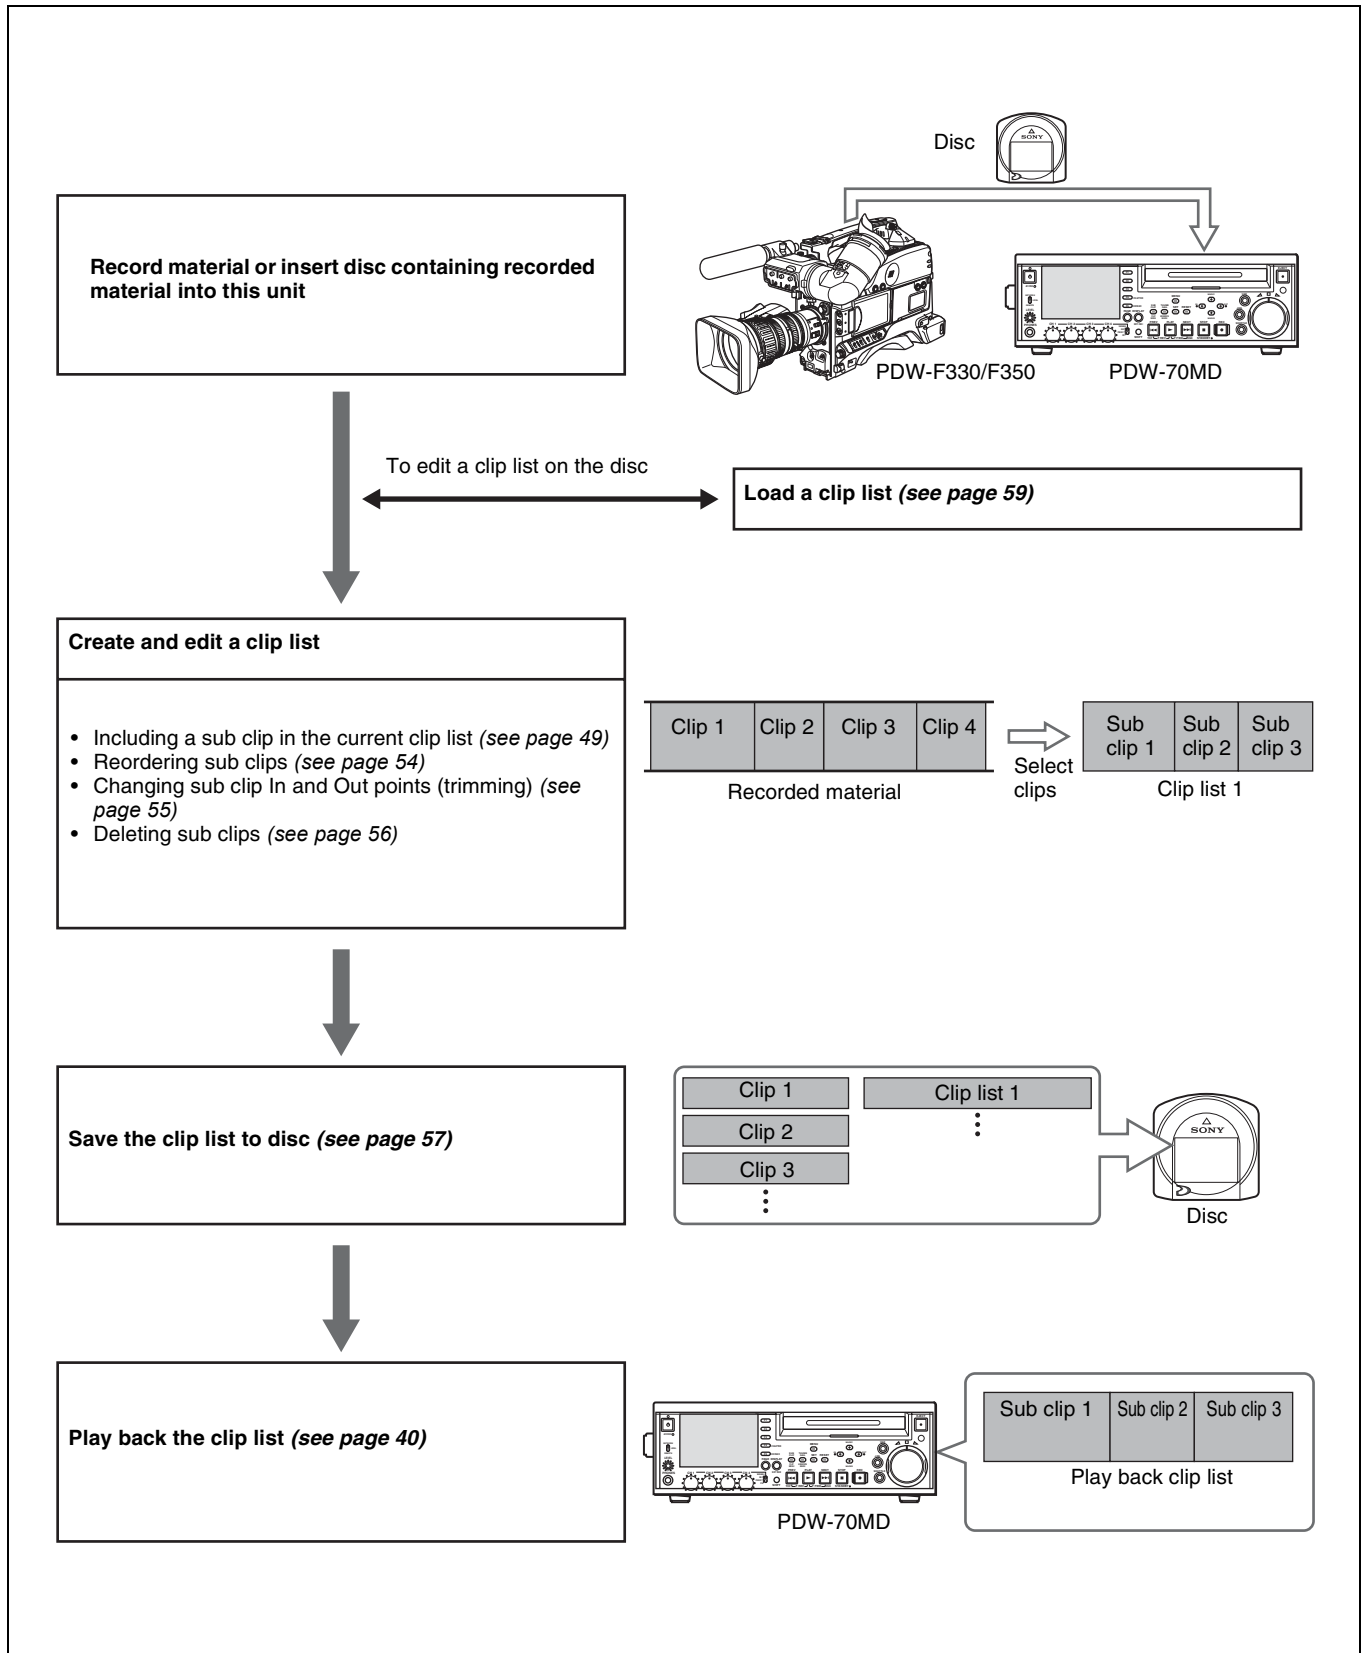 Disc
SONY
Record material or insert disc containing recorded
material into this unit
PDW-F330/F350
PDW-70MD
To edit a clip list on the disc
Load a clip list (see page 59)
Create and edit a clip list
• Including a sub clip in the current clip list (see page 49)
• Reordering sub clips (see page 54)
• Changing sub clip In and Out points (trimming) (see
page 55)
• Deleting sub clips (see page 56)
Clip 1
Clip 2
Clip 3
Clip 4
Recorded material
Select
clips
Sub
clip 1
Sub
clip 2
Sub
clip 3
Clip list 1
Save the clip list to disc (see page 57)
Clip 1
Clip 2
Clip 3
Clip list 1
SONY
Disc
Play back the clip list (see page 40)
PDW-70MD
Sub clip 1
Sub clip 2
Sub clip 3
Play back clip list